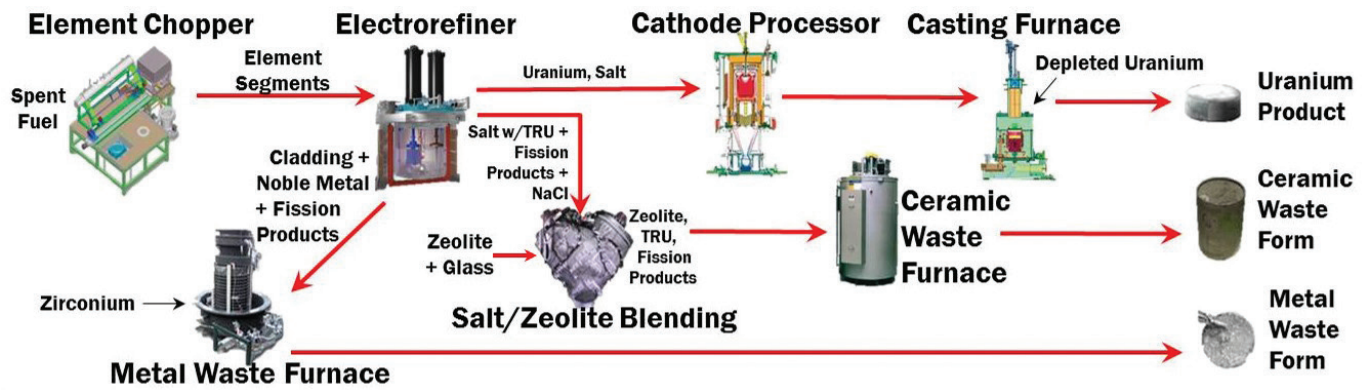 Element Chopper
Electrorefiner
Cathode Processor
Casting Furnace
Spent
Fuel
Element
Segments
Uranium, Salt
Depleted Uranium
Uranium
Product
Cladding +
Noble Metal
+ Fission
Products
Salt w/TRU +
Fission
Products +
NaCl
Zeolite
+ Glass
Zeolite,
TRU,
Fission
Products
Salt/Zeolite Blending
Ceramic
Waste
Furnace
Ceramic
Waste
Form
Zirconium
Metal Waste Furnace
Metal
Waste
Form